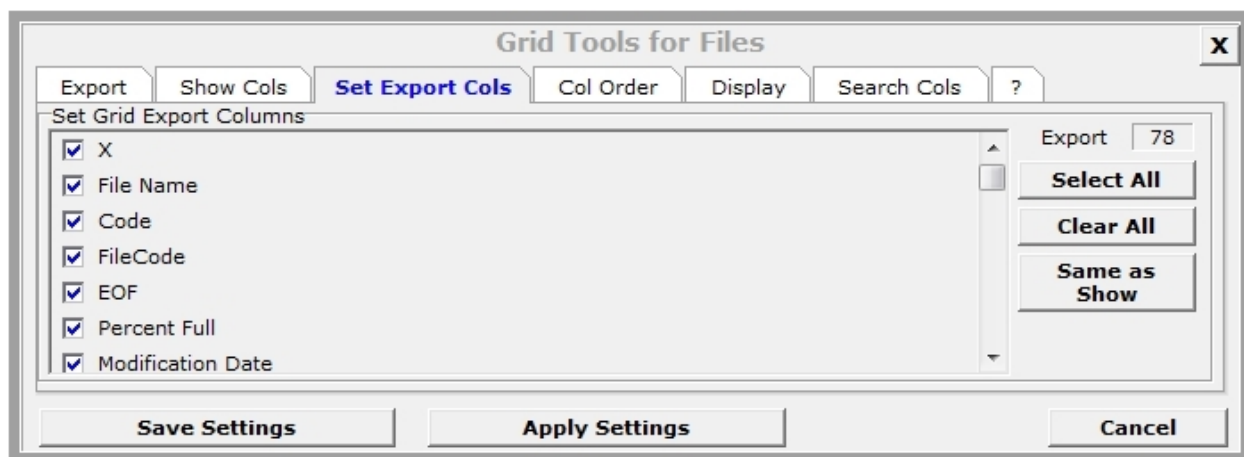 Grid Tools for Files
X
Export Show Cols Set Export Cols Col Order Display Search Cols ?
Set Grid Export Columns
X
File Name
Code
FileCode
EOF
Percent Full
Modification Date
Export 78
Select All
Clear All
Same as
Show
Save Settings Apply Settings Cancel